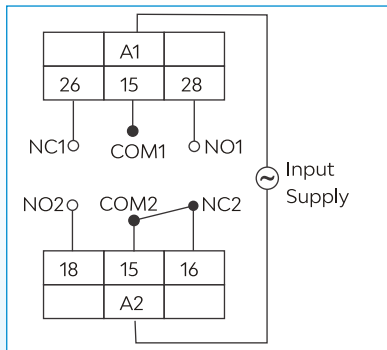 A1
26 15 28
NC1 COM1 NO1
Input
Supply
NO2 COM2 NC2
18 15 16
A2